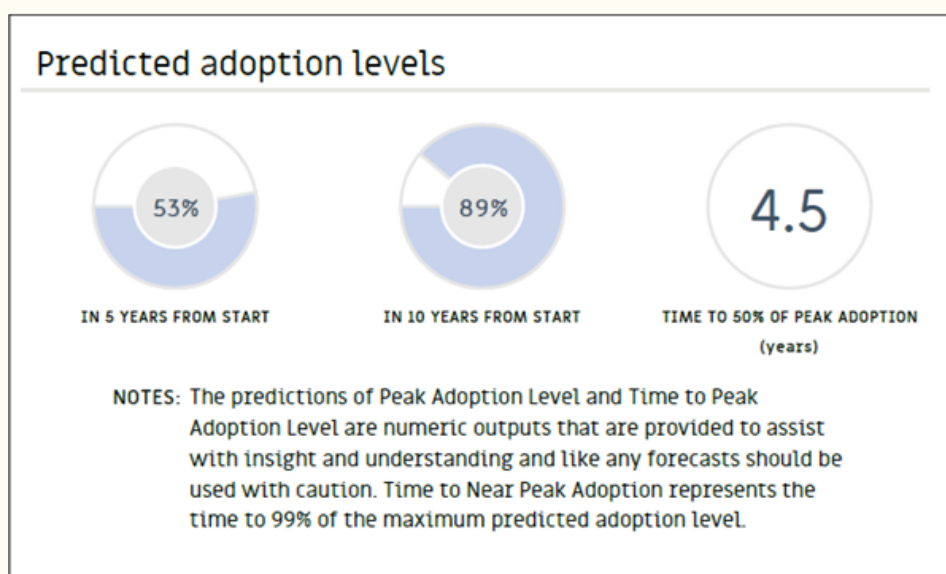 Predicted adoption levels
53%
89%
4.5
IN 5 YEARS FROM START
IN 10 YEARS FROM START
TIME TO 50% OF PEAK ADOPTION
(years)
NOTES: The predictions of Peak Adoption Level and Time to Peak
Adoption Level are numeric outputs that are provided to assist
with insight and understanding and like any forecasts should be
used with caution. Time to Near Peak Adoption represents the
time to 99% of the maximum predicted adoption level.